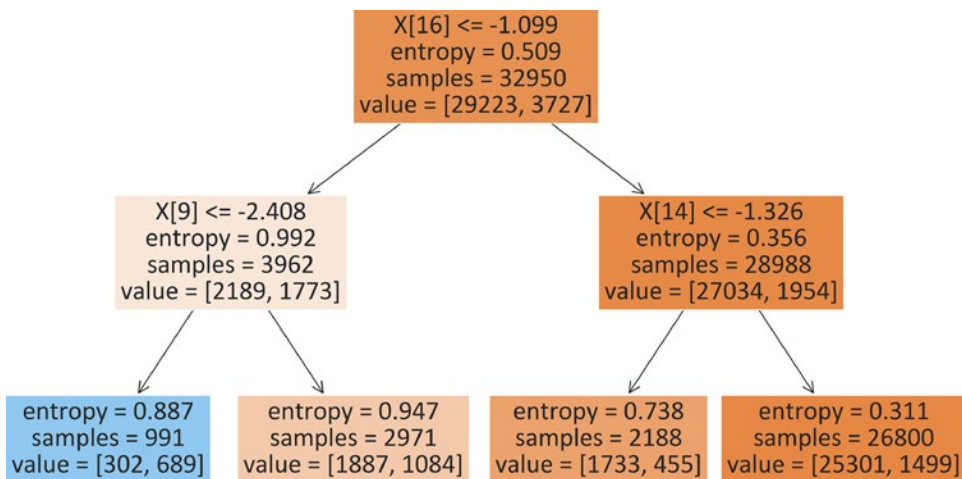 X[16] <= -1.099
entropy = 0.509
samples = 32950
value = [29223, 3727]
X[9] <= -2.408
entropy = 0.992
samples = 3962
value = [2189, 1773]
X[14] <= -1.326
entropy = 0.356
samples = 28988
value = [27034, 1954]
entropy = 0.887
samples = 991
value = [302, 689]
entropy = 0.947
samples = 2971
value = [1887, 1084]
entropy = 0.738
samples = 2188
value = [1733, 455]
entropy = 0.311
samples = 26800
value = [25301, 1499]